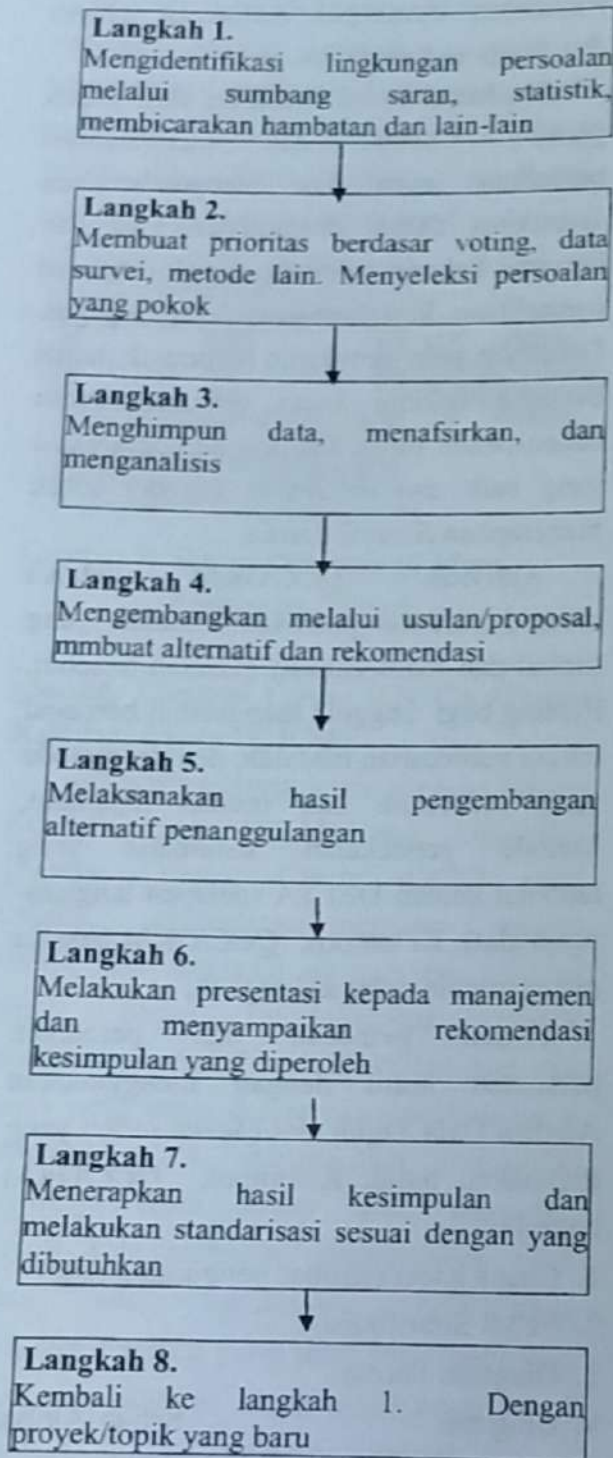 Langkah 1.
Mengidentifikasi lingkungan persoalan
melalui sumbang saran, statistik,
membicarakan hambatan dan lain-lain
Langkah 2.
Membuat prioritas berdasar voting, data
survei, metode lain. Menyeleksi persoalan
yang pokok
Langkah 3.
Menghimpun data, menafsirkan, dan
menganalisis
Langkah 4.
Mengembangkan melalui usulan/proposal,
mmbuat alternatif dan rekomendasi
Langkah 5.
Melaksanakan hasil pengembangan
alternatif penanggulangan
Langkah 6.
Melakukan presentasi kepada manajemen
dan menyampaikan rekomendasi
kesimpulan yang diperoleh
Langkah 7.
Menerapkan hasil kesimpulan dan
melakukan standarisasi sesuai dengan yang
dibutuhkan
Langkah 8.
Kembali ke langkah 1. Dengan
proyek/topik yang baru